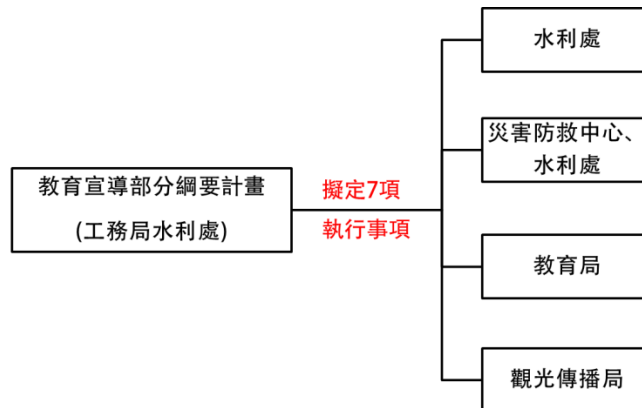 水利處
災害防救中心、
水利處
教育宣導部分綱要計畫
(工務局水利處)
擬定7項
執行事項
教育局
觀光傳播局